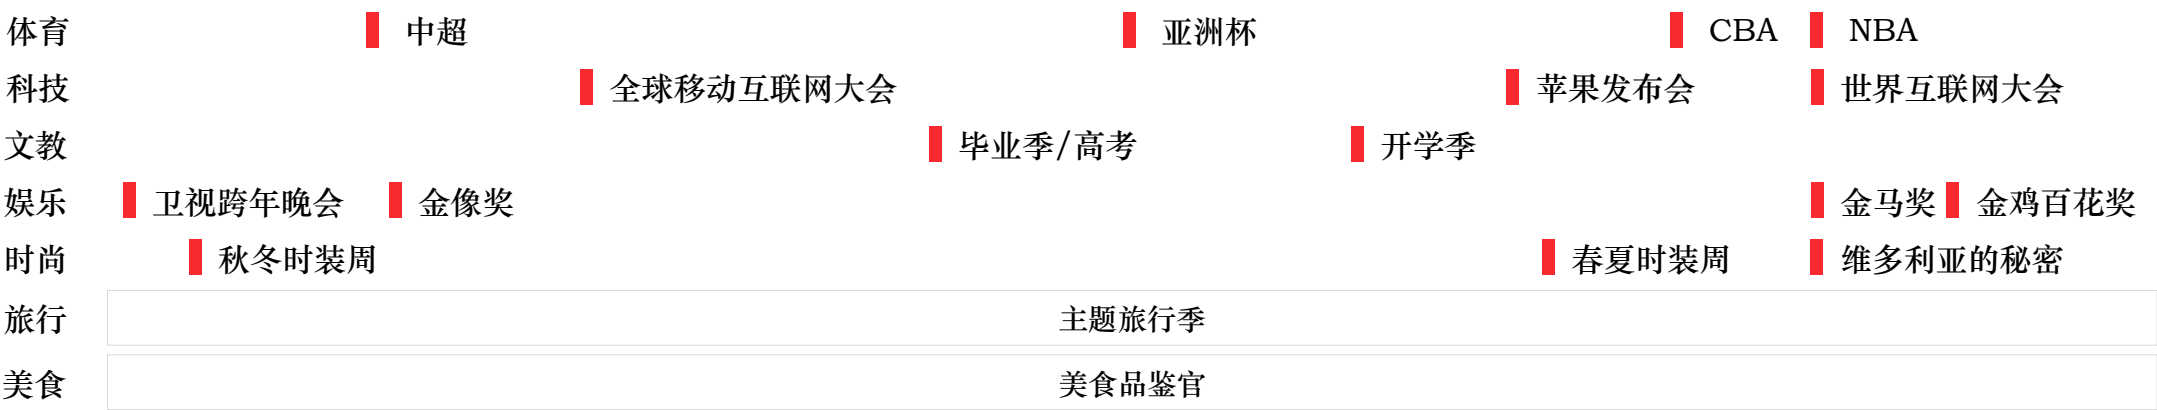 体育 中超 亚洲杯 CBA NBA
科技 全球移动互联网大会 苹果发布会 世界互联网大会
文教 毕业季/高考 开学季
娱乐 卫视跨年晚会 金像奖 金马奖 金鸡百花奖
时尚 秋冬时装周 春夏时装周 维多利亚的秘密
旅行 主题旅行季
美食 美食品鉴官